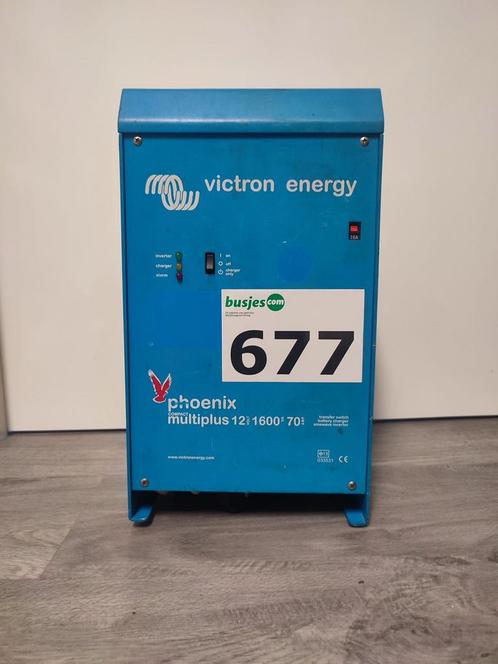 victron energy
16A
inverter
charger
alarm
I on
off
charger
only
busjes.com
677
phoenix
COMPACT
multiplus 12 1600 70
transfer switch
battery charger
sinewave inverter
www.victronenergy.com
033531 CE